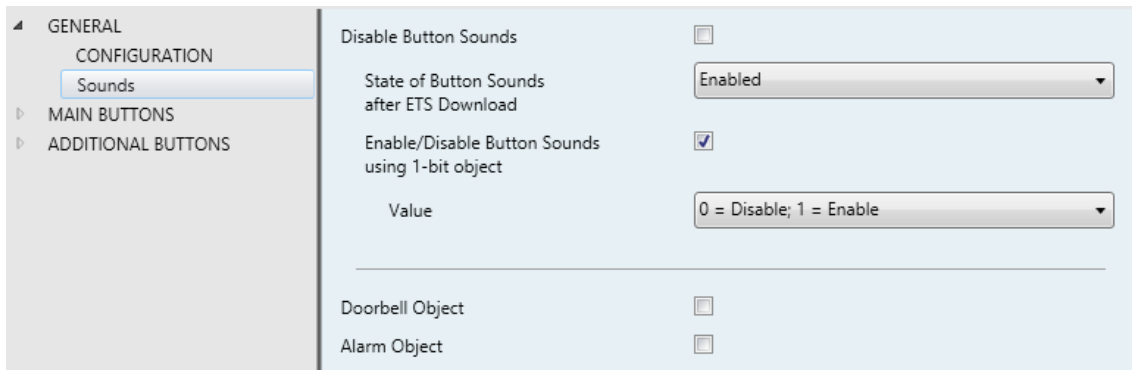 GENERAL
CONFIGURATION
Sounds
MAIN BUTTONS
ADDITIONAL BUTTONS
Disable Button Sounds
State of Button Sounds
after ETS Download
Enabled
Enable/Disable Button Sounds
using 1-bit object
Value
0 = Disable; 1 = Enable
Doorbell Object
Alarm Object